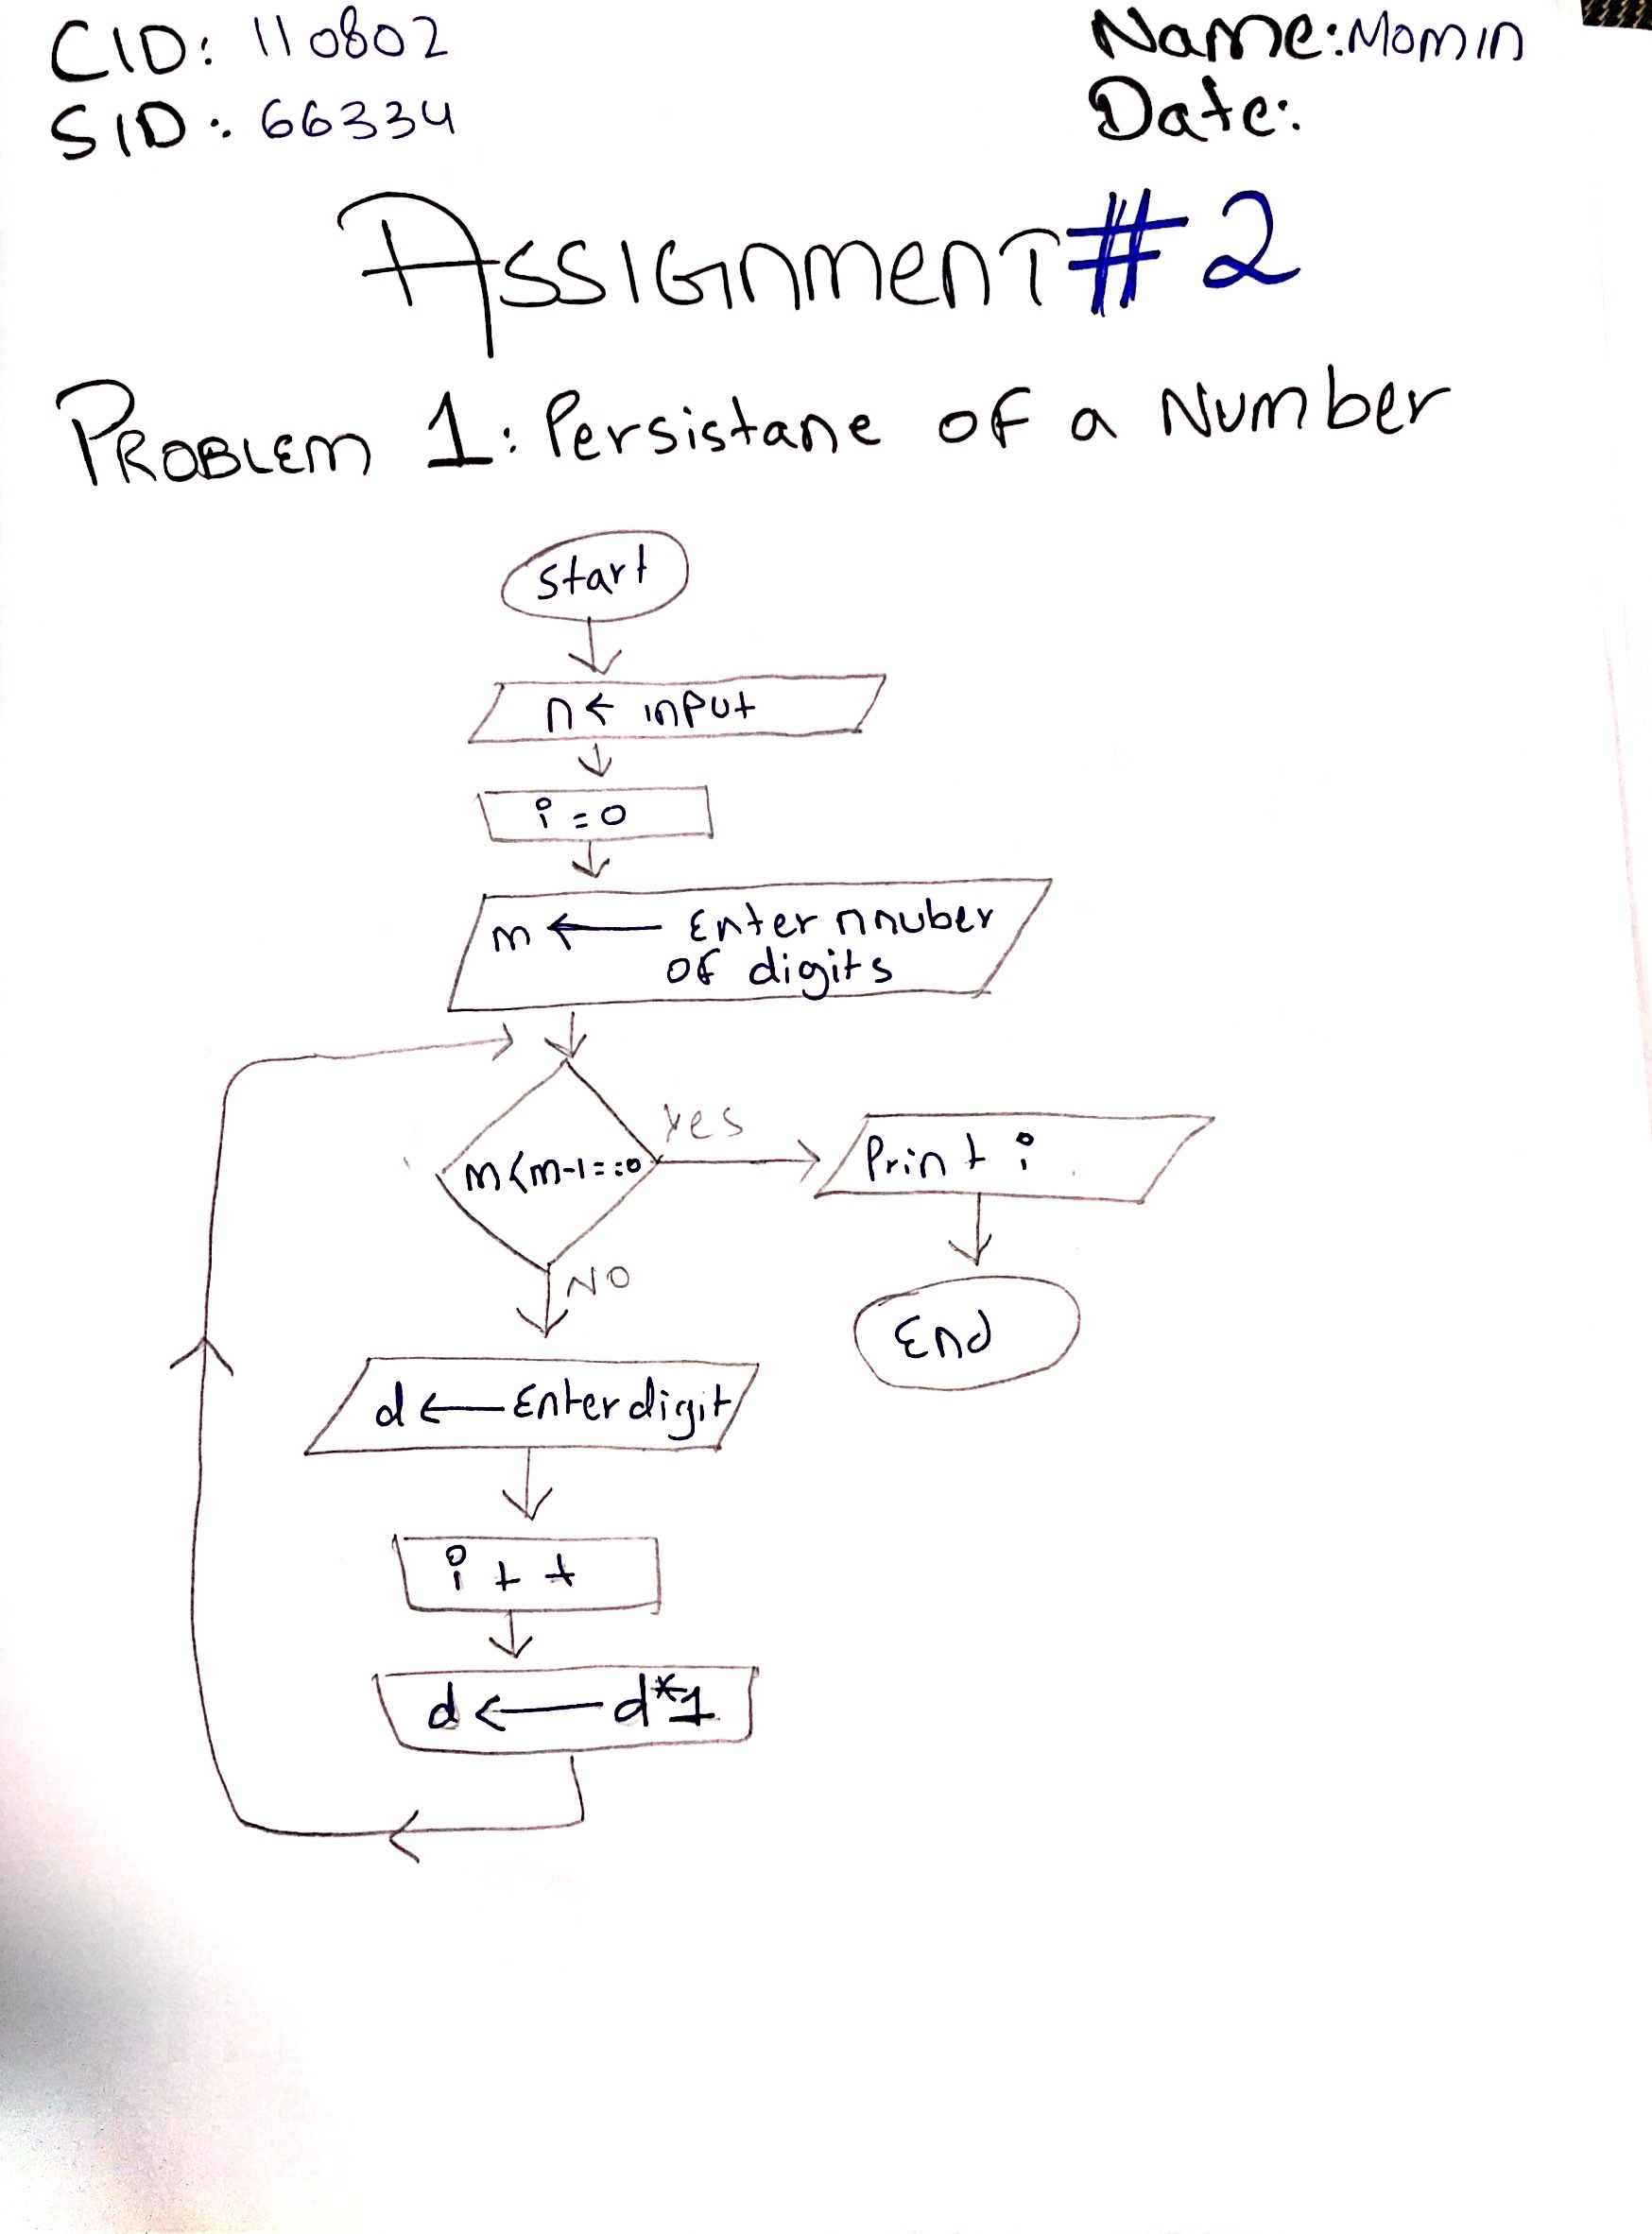 CID: 110802
Name: Momin
SID: 66334
Date:
Assignment # 2
Problem 1: Persistane of a Number
Start
n ← input
i = 0
m ← Enter nnuber
of digits
m<m-1==0
Yes
Print i
No
End
d ← Enter digit
i + +
d ← d*1